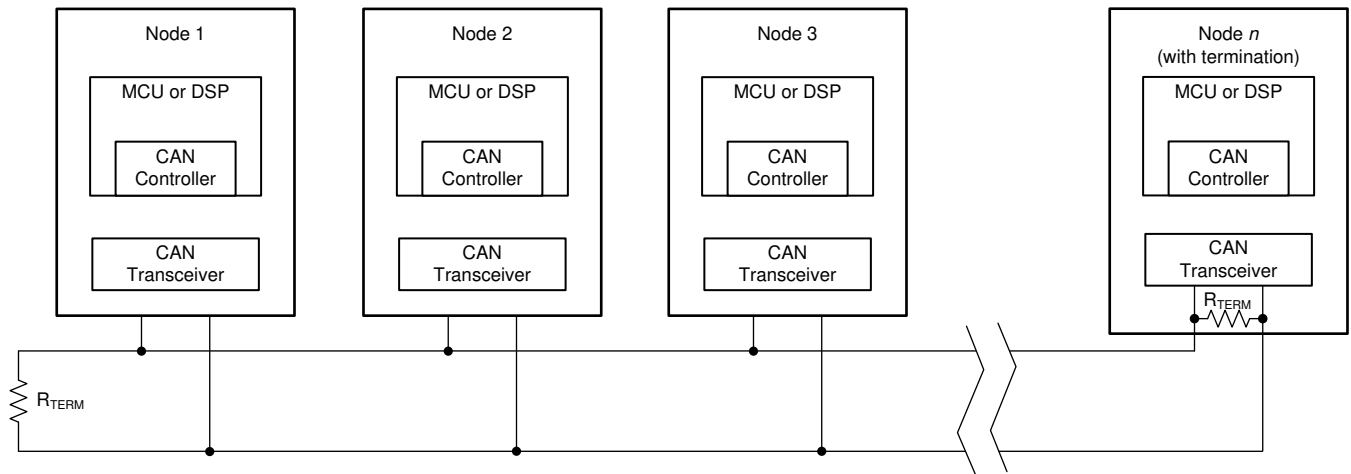 Node 1
MCU or DSP
CAN
Controller
CAN
Transceiver
Node 2
MCU or DSP
CAN
Controller
CAN
Transceiver
Node 3
MCU or DSP
CAN
Controller
CAN
Transceiver
Node n
(with termination)
MCU or DSP
CAN
Controller
CAN
Transceiver
RTERM
RTERM